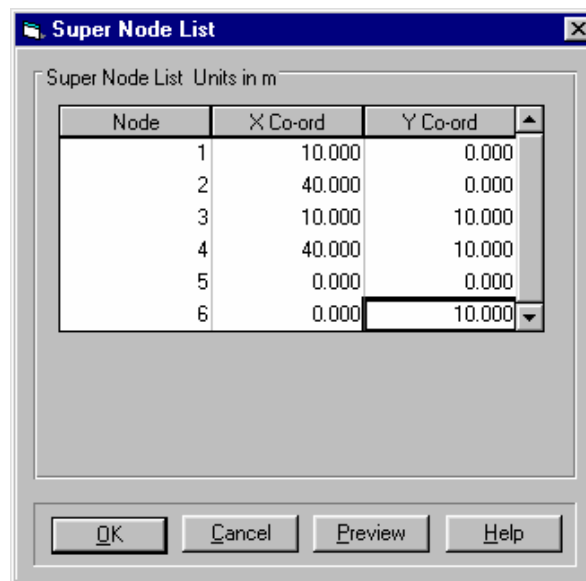 Super Node List
Super Node List Units in m
Node X Co-ord Y Co-ord
1 10.000 0.000
2 40.000 0.000
3 10.000 10.000
4 40.000 10.000
5 0.000 0.000
6 0.000 10.000
OK Cancel Preview Help